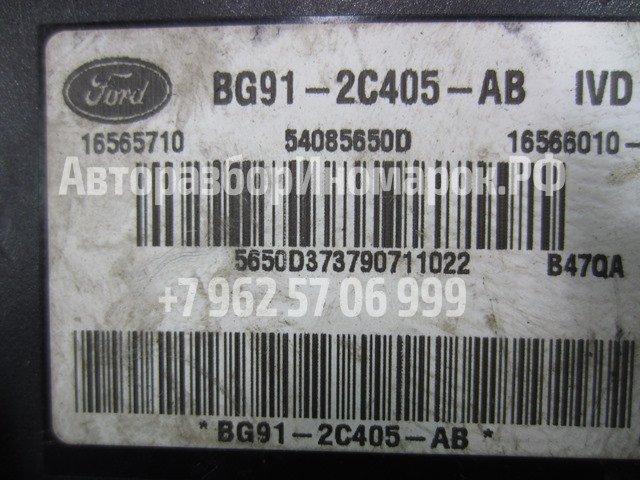 Ford BG91-2C405-AB IVD
16565710 54085650D 16566010-
АвторазборИномарок.РФ
5650D373790711022 B47QA
+7 962 57 06 999
*BG91-2C405-AB*